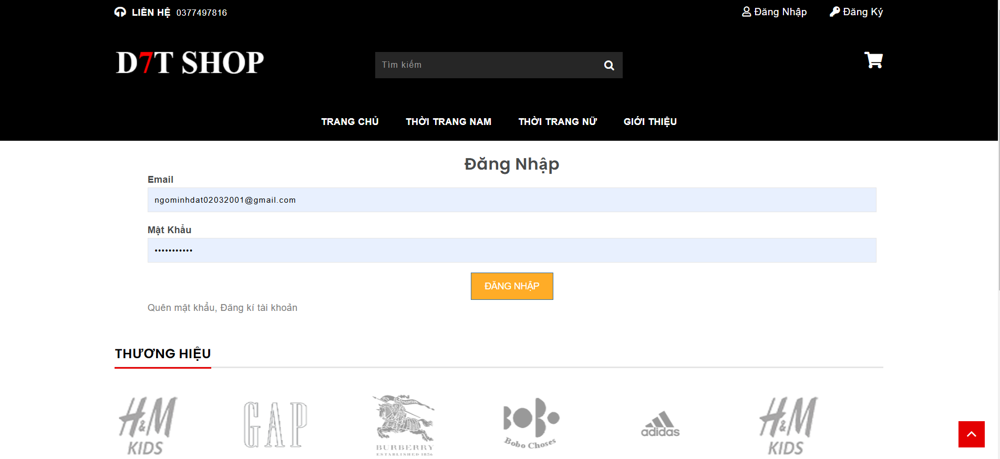 LIÊN HỆ 0377497816
Đăng Nhập
Đăng Ký
D7T SHOP
Tìm kiếm
TRANG CHỦ THỜI TRANG NAM THỜI TRANG NỮ GIỚI THIỆU
Đăng Nhập
Email
ngominhdat02032001@gmail.com
Mật Khẩu
•••••••••••
ĐĂNG NHẬP
Quên mật khẩu, Đăng kí tài khoản
THƯƠNG HIỆU
H&M
KIDS
GAP
BURBERRY
ESTABLISHED 1856
BOBO
Bobo Choses
adidas
H&M
KIDS